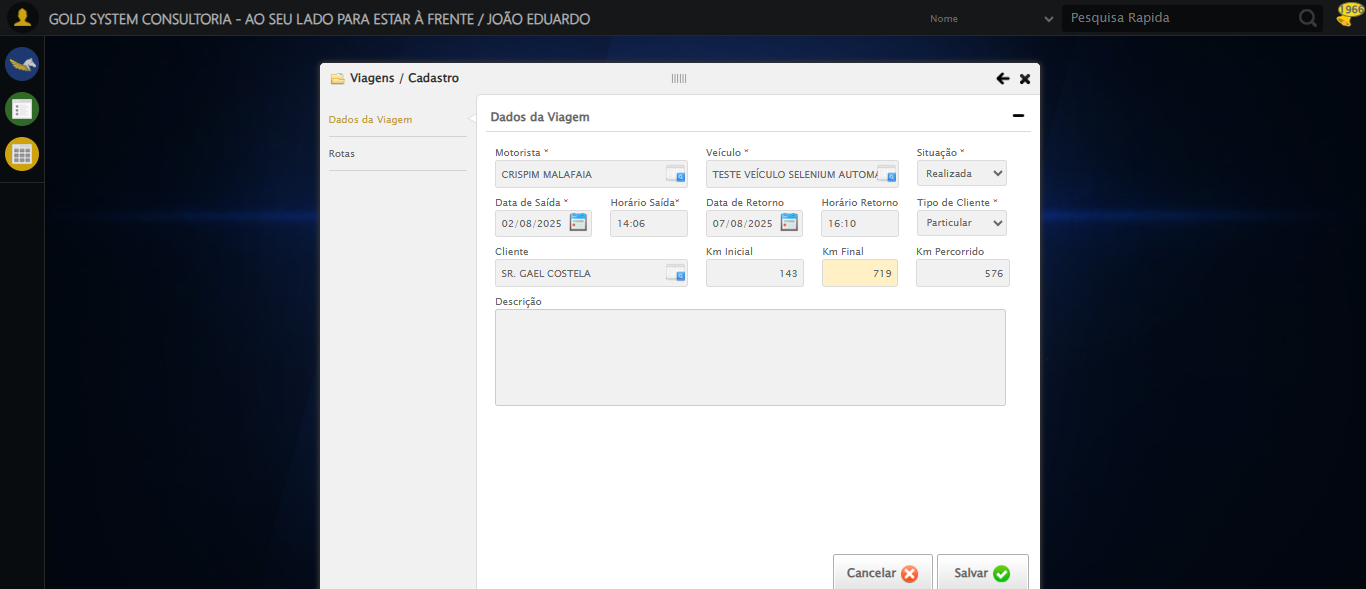 GOLD SYSTEM CONSULTORIA - AO SEU LADO PARA ESTAR À FRENTE / JOÃO EDUARDO
Nome
Pesquisa Rapida
1966
Viagens / Cadastro
Dados da Viagem
Rotas
Dados da Viagem
Motorista * Veículo * Situação *
CRISPIM MALAFAIA TESTE VEÍCULO SELENIUM Realizada
Data de Saída * Horário Saída* Data de Retorno Horário Retorno Tipo de Cliente *
02/08/2025 14:06 07/08/2025 16:10 Particular
Cliente Km Inicial Km Final Km Percorrido
SR. GAEL COSTELA 143 719 576
Descrição
Cancelar Salvar